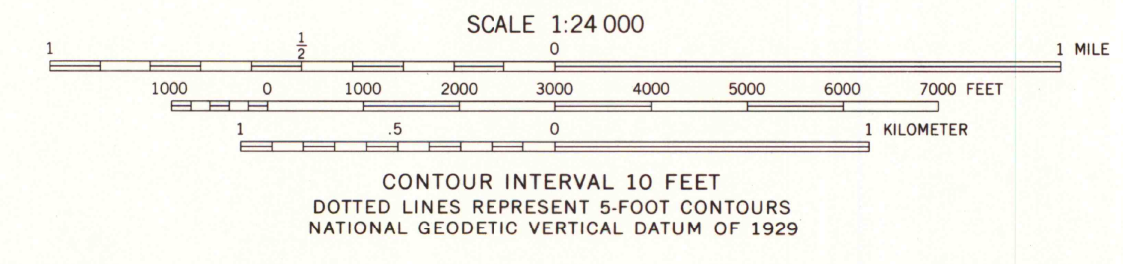 SCALE 1:24 000
1 ½ 0 1 MILE
1000 0 1000 2000 3000 4000 5000 6000 7000 FEET
1 .5 0 1 KILOMETER
CONTOUR INTERVAL 10 FEET
DOTTED LINES REPRESENT 5-FOOT CONTOURS
NATIONAL GEODETIC VERTICAL DATUM OF 1929